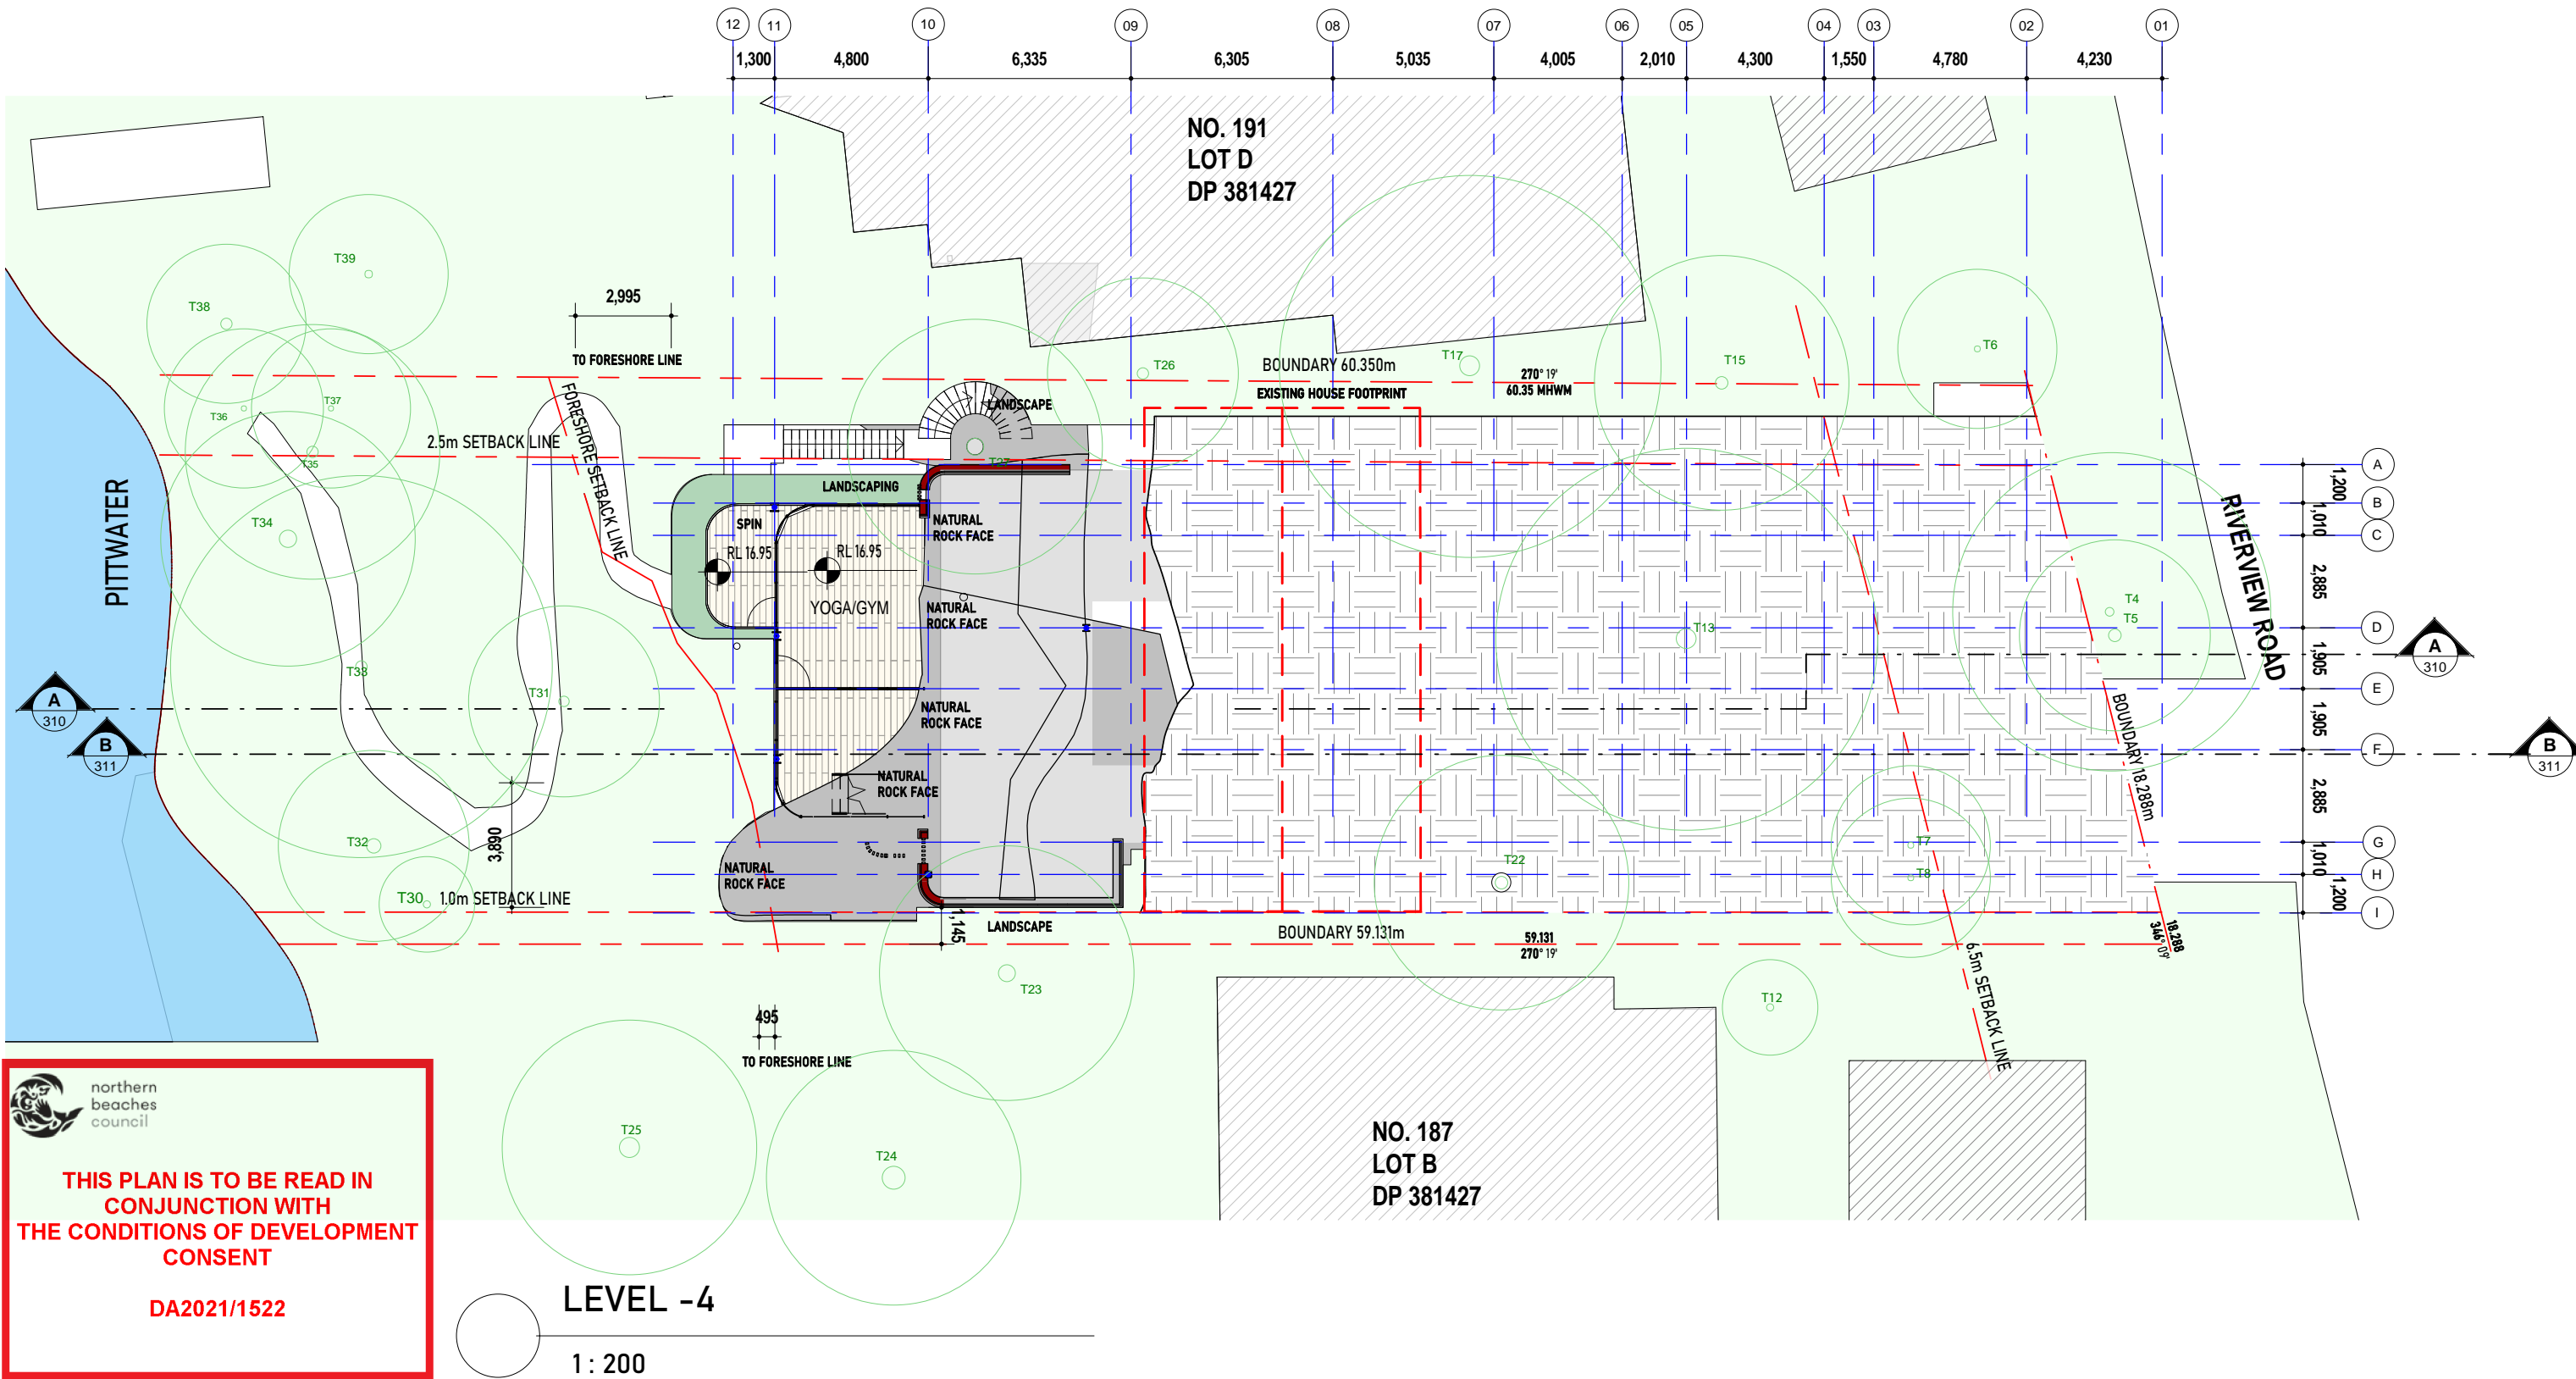 12
11
10
09
08
07
06
05
04
03
02
01
1,300
4,800
6,335
6,305
5,035
4,005
2,010
4,300
1,550
4,780
4,230
NO. 191
LOT D
DP 381427
T39
T38
2,995
TO FORESHORE LINE
T26
BOUNDARY 60.350m
T17
T15
T6
270° 19'
60.35 MHWM
EXISTING HOUSE FOOTPRINT
T36
T37
LANDSCAPE
2.5m SETBACK LINE
FORESHORE SETBACK LINE
T35
T27
A
1,200
B
1,010
C
2,885
D
1,905
E
1,905
F
2,885
G
1,010
H
1,200
I
LANDSCAPING
SPIN
NATURAL
ROCK FACE
RL 16.95
RL 16.95
YOGA/GYM
NATURAL
ROCK FACE
PITTWATER
T34
T33
T31
T13
T4
T5
RIVERVIEW ROAD
A
310
A
310
B
311
B
311
NATURAL
ROCK FACE
NATURAL
ROCK FACE
NATURAL
ROCK FACE
BOUNDARY 18.288m
T32
3,890
T30
1.0m SETBACK LINE
T22
T7
T8
1,145
LANDSCAPE
BOUNDARY 59.131m
59.131
270° 19'
18.288
346° 09'
6.5m SETBACK LINE
T23
T12
495
TO FORESHORE LINE
T25
T24
NO. 187
LOT B
DP 381427
northern
beaches
council
THIS PLAN IS TO BE READ IN
CONJUNCTION WITH
THE CONDITIONS OF DEVELOPMENT
CONSENT
DA2021/1522
LEVEL -4
1 : 200